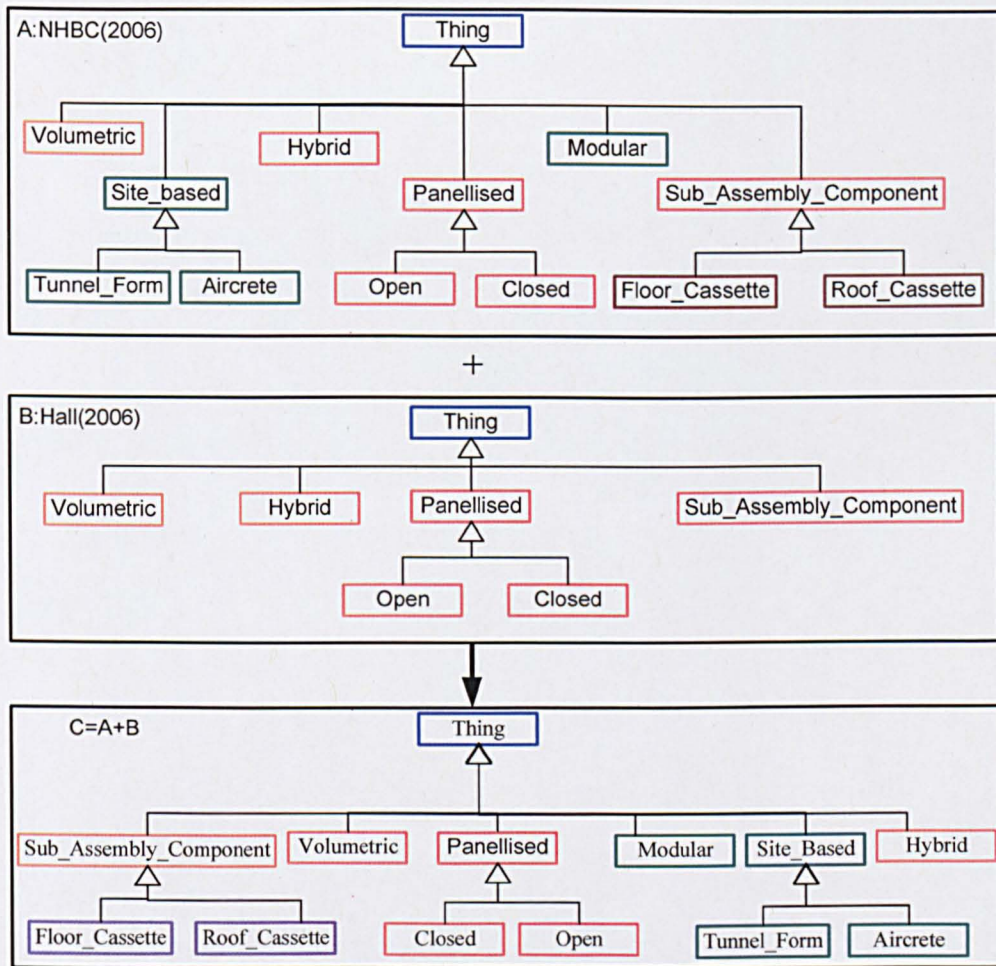 A:NHBC(2006)
Thing
Volumetric
Hybrid
Modular
Site_based
Panellised
Sub_Assembly_Component
Tunnel_Form
Aircrete
Open
Closed
Floor_Cassette
Roof_Cassette
+
B:Hall(2006)
Thing
Volumetric
Hybrid
Panellised
Sub_Assembly_Component
Open
Closed
C=A+B
Thing
Sub_Assembly_Component
Volumetric
Panellised
Modular
Site_Based
Hybrid
Floor_Cassette
Roof_Cassette
Closed
Open
Tunnel_Form
Aircrete